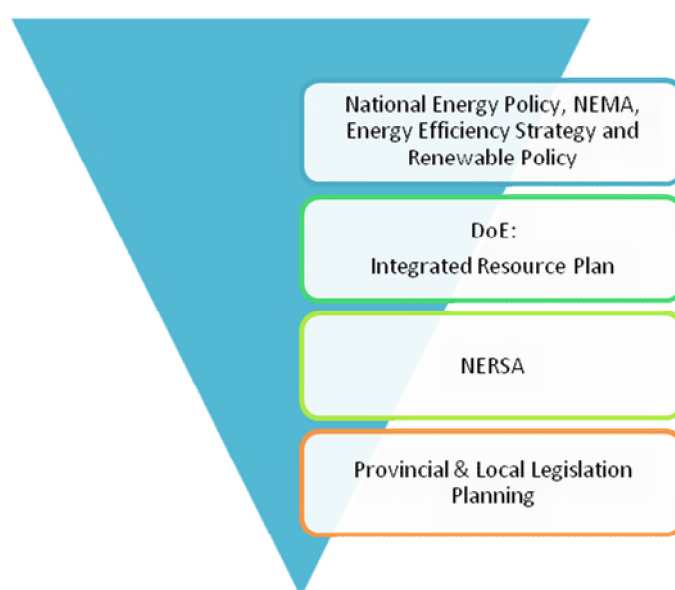 National Energy Policy, NEMA,
Energy Efficiency Strategy and
Renewable Policy
DoE:
Integrated Resource Plan
NERSA
Provincial & Local Legislation
Planning